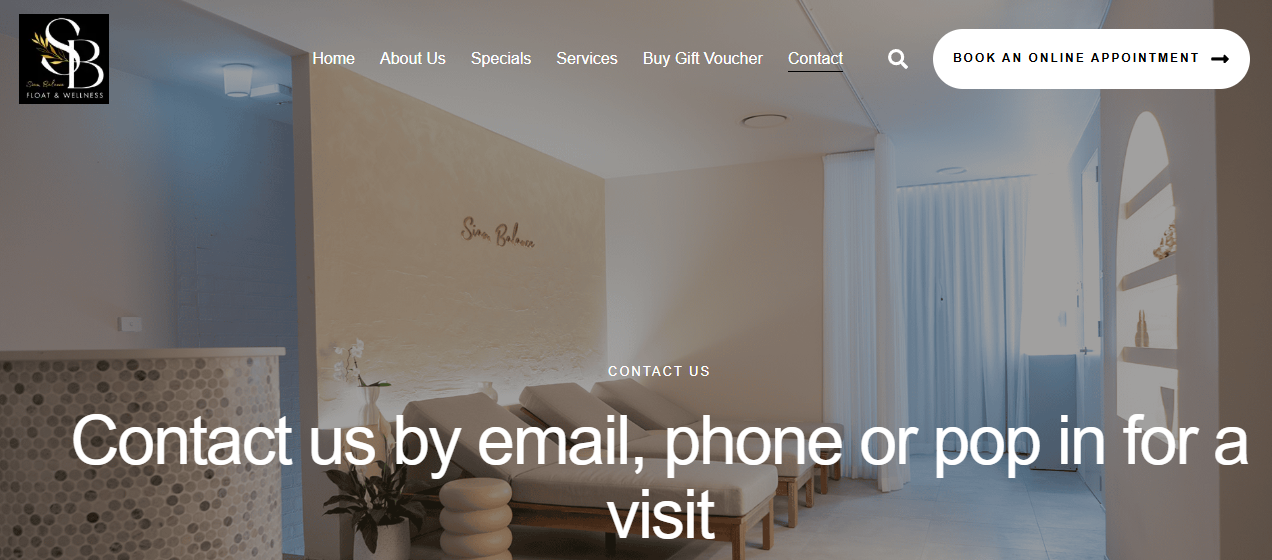 SB
Siam Balance
FLOAT & WELLNESS
Home About Us Specials Services Buy Gift Voucher Contact
BOOK AN ONLINE APPOINTMENT
Siam Balance
CONTACT US
Contact us by email, phone or pop in for a
visit